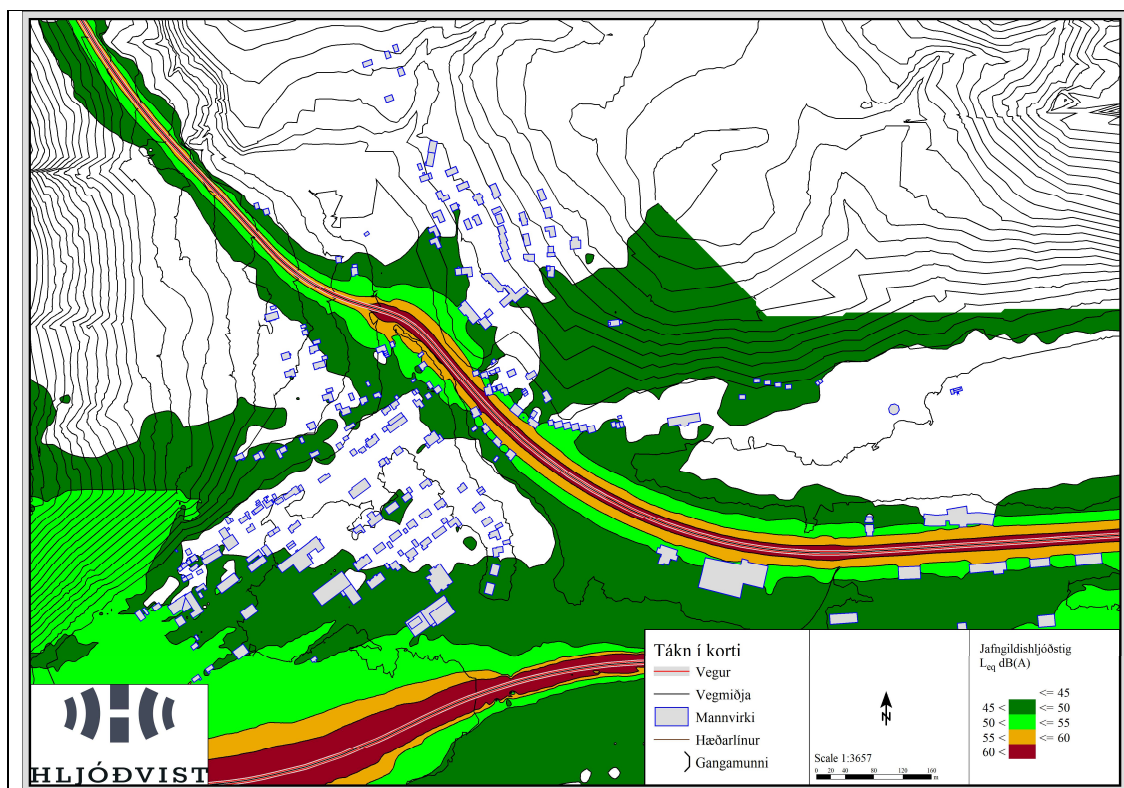 Tákn í korti
Vegur
Vegmiðja
Mannvirki
Hæðarlínur
Gangamunni
N
Scale 1:3657
0 20 40 80 120 160
m
Jafngildishljóðstig
Leq dB(A)
<= 45
45 < <= 50
50 < <= 55
55 < <= 60
60 <
HLJÓÐVIST